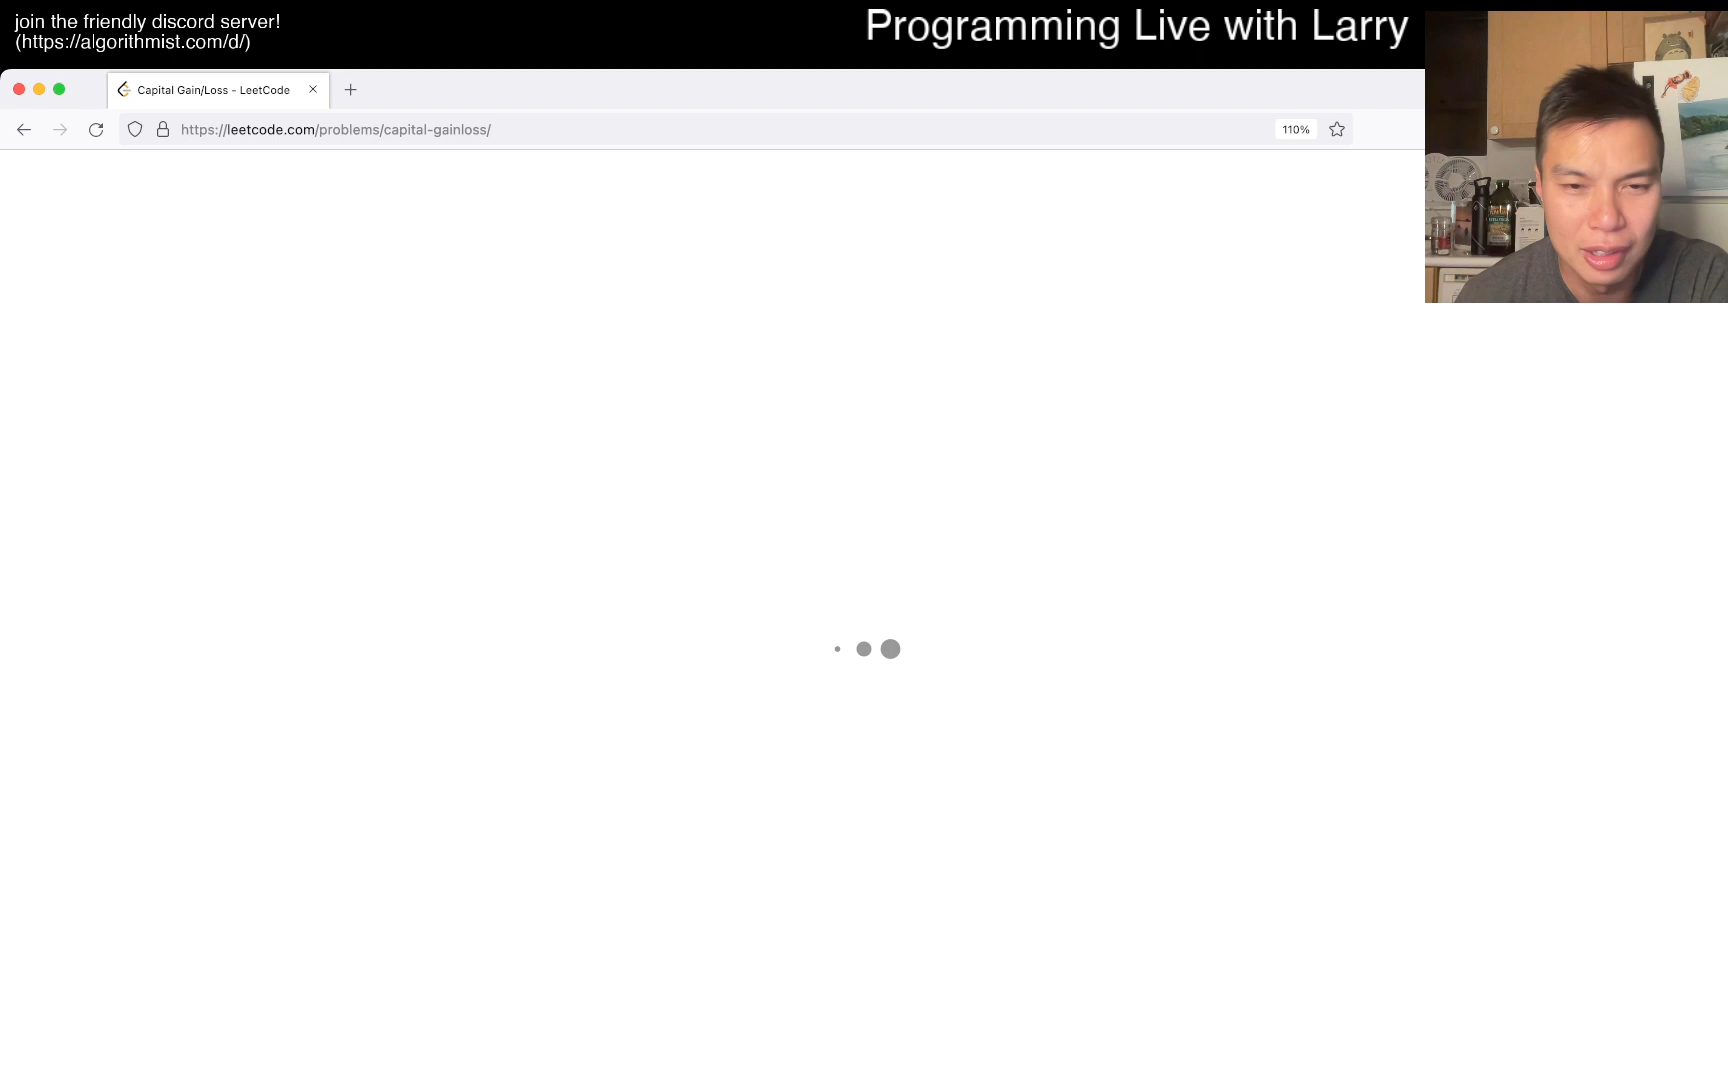 join the friendly discord server!
(https://algorithmist.com/d/)
Programming Live with Larry
Capital Gain/Loss - LeetCode
https://leetcode.com/problems/capital-gainloss/
110%